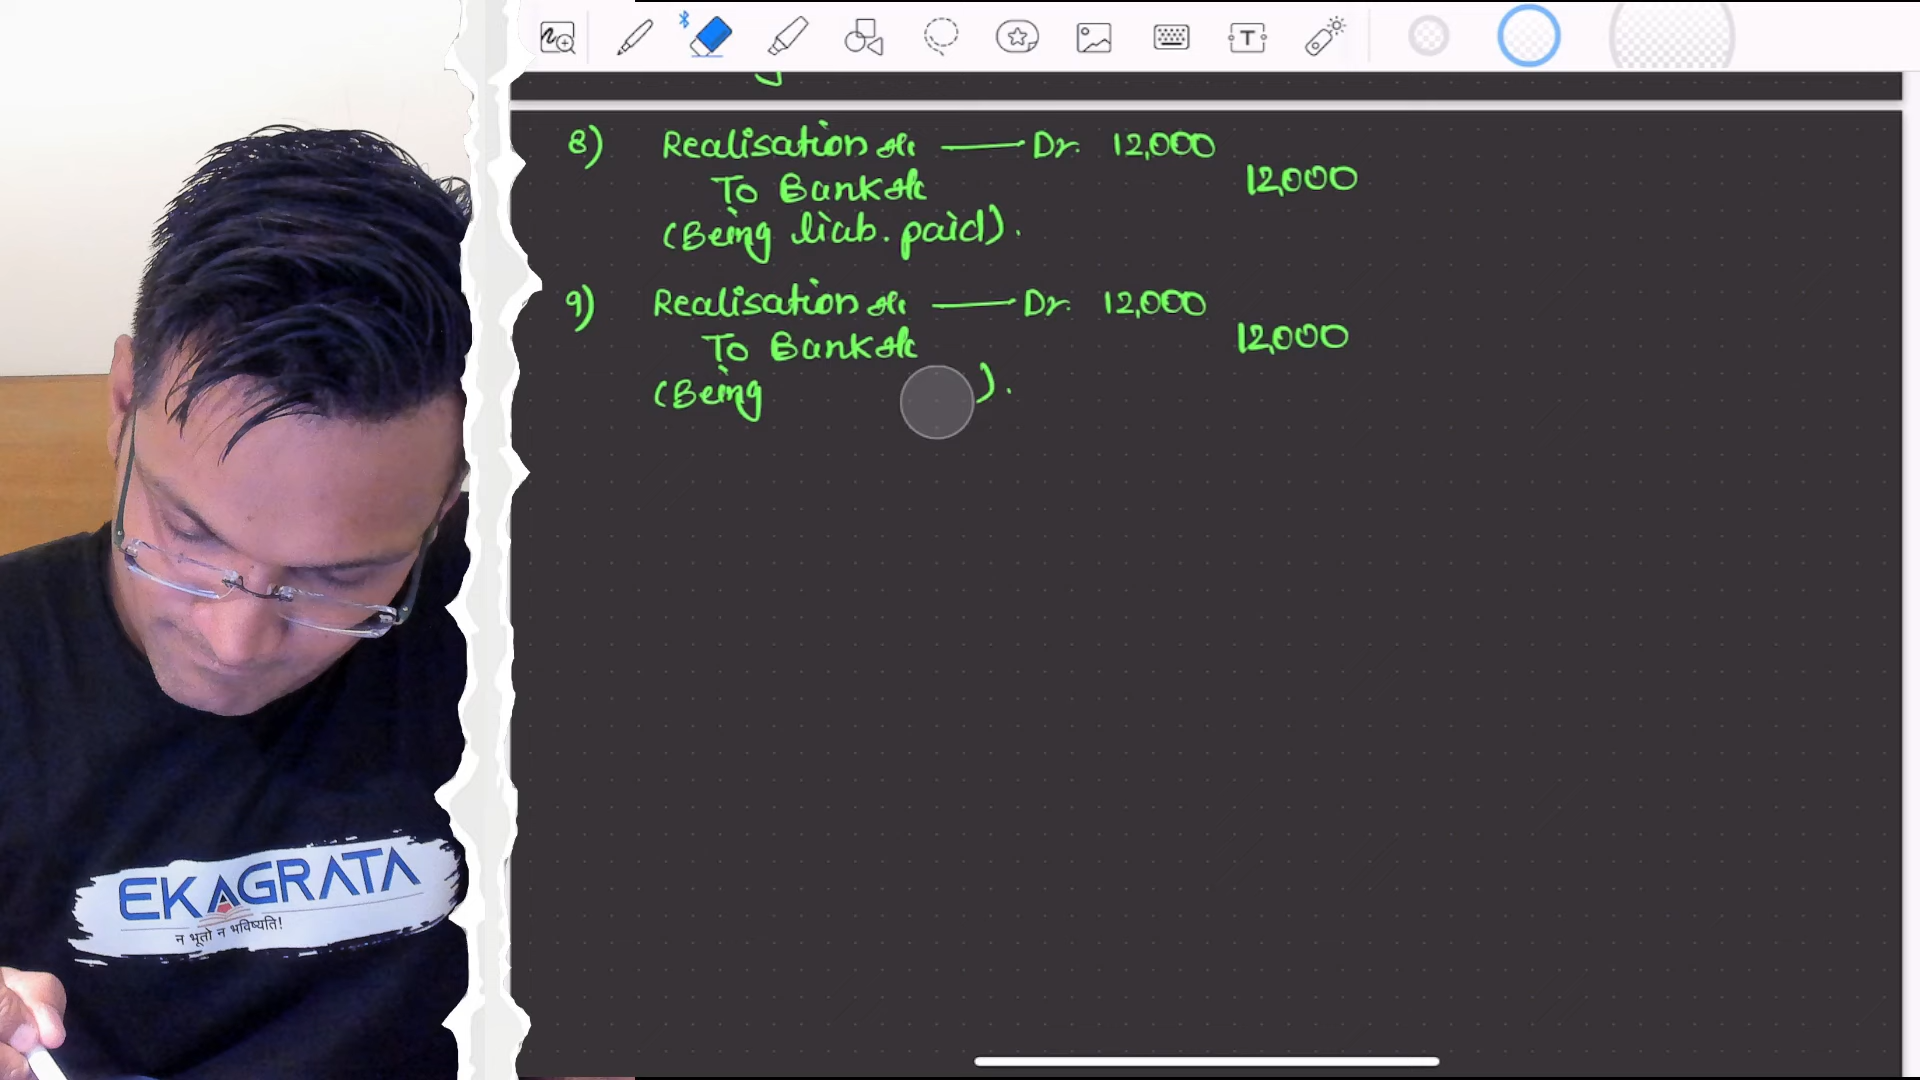 8) Realisation A/c —— Dr. 12,000
To Bank A/c 12,000
(Being liab. paid).
9) Realisation A/c —— Dr. 12,000
To Bank A/c 12,000
(Being ).
EKAGRATA
न भूतो न भविष्यति!
T